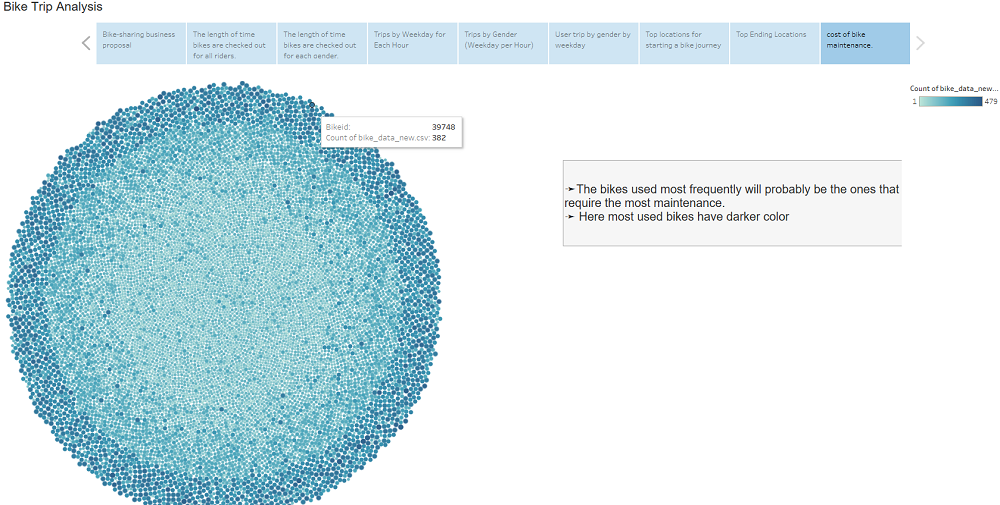 Bike Trip Analysis
Bike-sharing business
proposal
The length of time
bikes are checked out
for all riders.
The length of time
bikes are checked out
for each gender.
Trips by Weekday for
Each Hour
Trips by Gender
(Weekday per Hour)
User trip by gender by
weekday
Top locations for
starting a bike journey
Top Ending Locations
cost of bike
maintenance.
Count of bike_data_new...
1 479
Bikeid: 39748
Count of bike_data_new.csv: 382
➛The bikes used most frequently will probably be the ones that
require the most maintenance.
➛ Here most used bikes have darker color